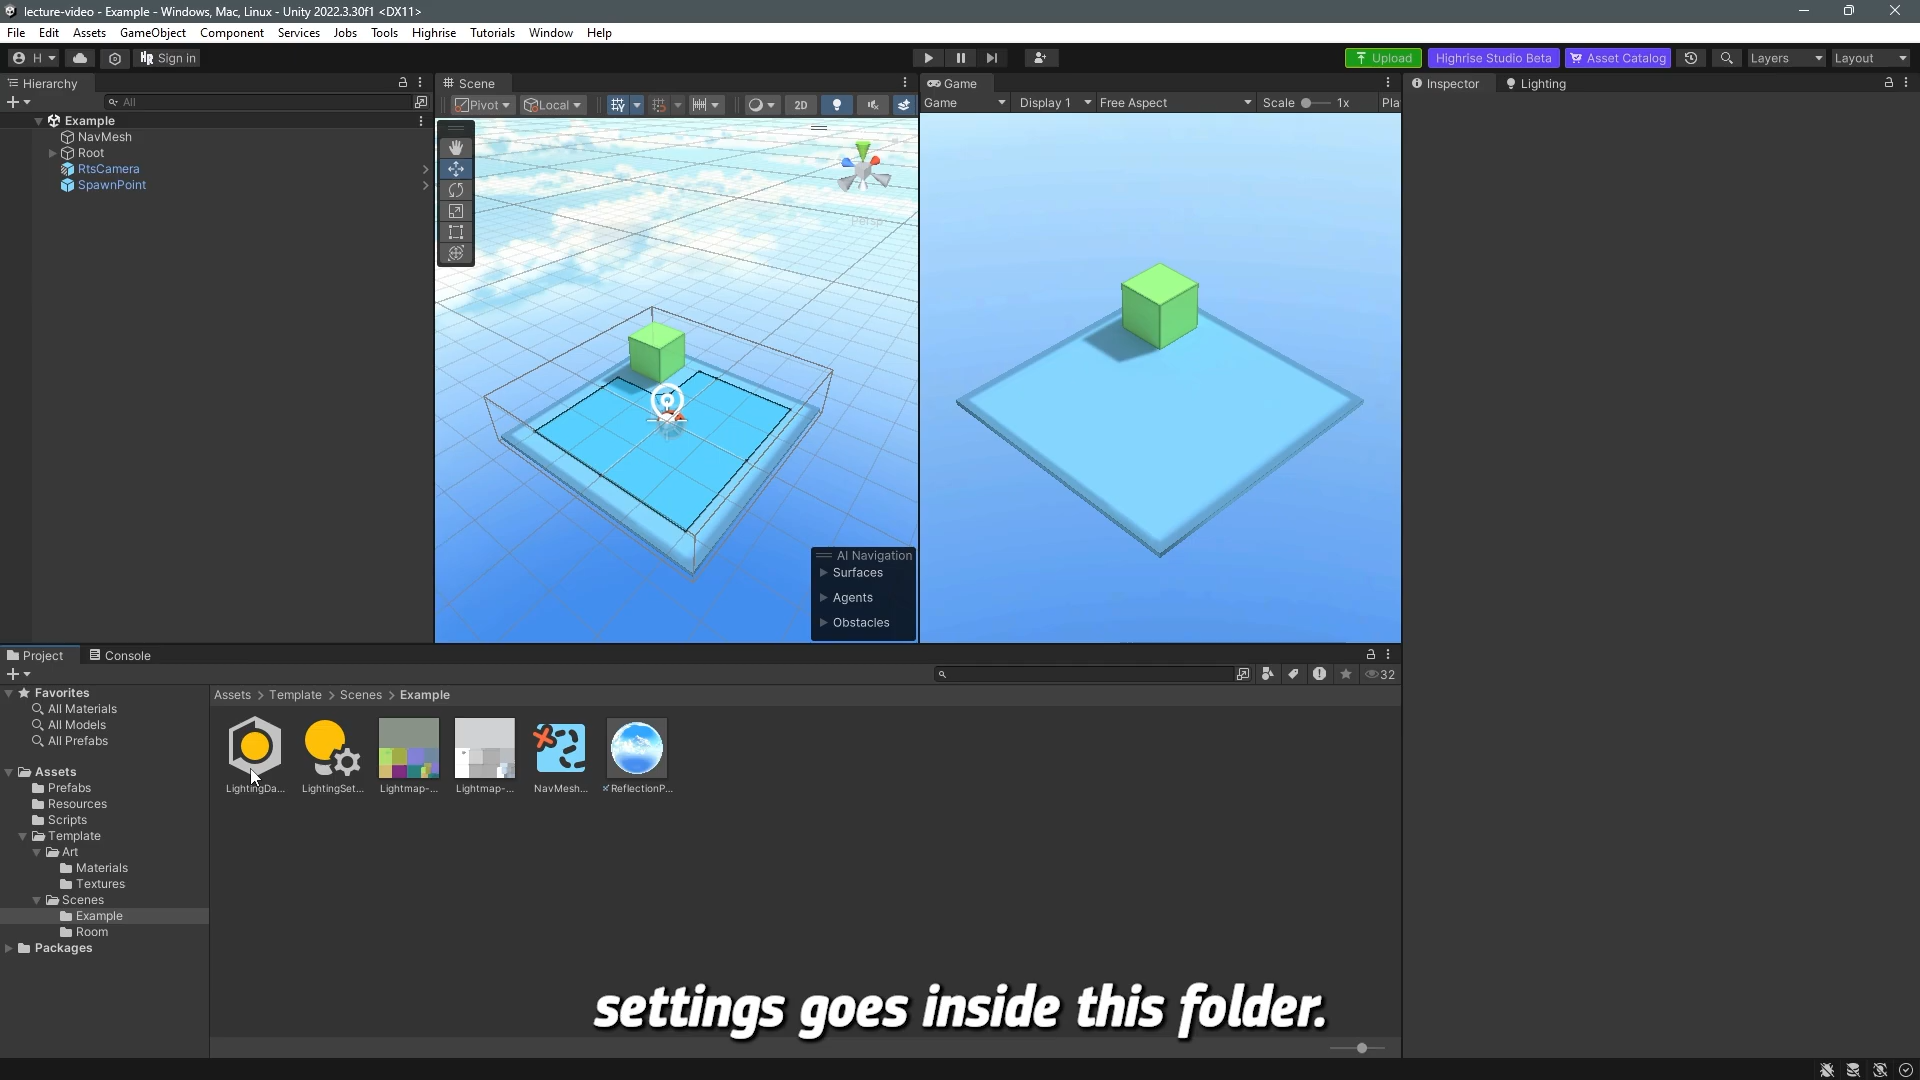 lecture-video - Example - Windows, Mac, Linux - Unity 2022.3.30f1 <DX11>
File Edit Assets GameObject Component Services Jobs Tools Highrise Tutorials Window Help
H Sign in Upload Highrise Studio Beta Asset Catalog Layers Layout
Hierarchy
All
Example
NavMesh
Root
RtsCamera
SpawnPoint
Scene
Pivot Local 2D
Persp
AI Navigation
Surfaces
Agents
Obstacles
Game
Game Display 1 Free Aspect Scale 1x Pla
Inspector Lighting
Project Console
32
Favorites
All Materials
All Models
All Prefabs
Assets
Prefabs
Resources
Scripts
Template
Art
Materials
Textures
Scenes
Example
Room
Packages
Assets > Template > Scenes > Example
LightingDa... LightingSet... Lightmap-... Lightmap-... NavMesh... ReflectionP...
settings goes inside this folder.